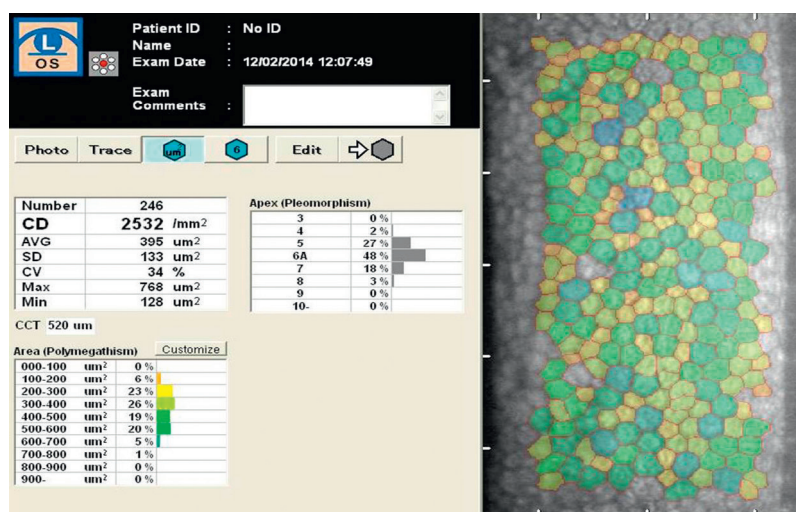 L
OS
Patient ID : No ID
Name :
Exam Date : 12/02/2014 12:07:49
Exam
Comments :
Photo Trace um 6 Edit
Number 246
CD 2532 /mm2
AVG 395 um2
SD 133 um2
CV 34 %
Max 768 um2
Min 128 um2
CCT 520 um
Apex (Pleomorphism)
3 0 %
4 2 %
5 27 %
6A 48 %
7 18 %
8 3 %
9 0 %
10- 0 %
Area (Polymegathism) Customize
000-100 um2 0 %
100-200 um2 6 %
200-300 um2 23 %
300-400 um2 26 %
400-500 um2 19 %
500-600 um2 20 %
600-700 um2 5 %
700-800 um2 1 %
800-900 um2 0 %
900- um2 0 %